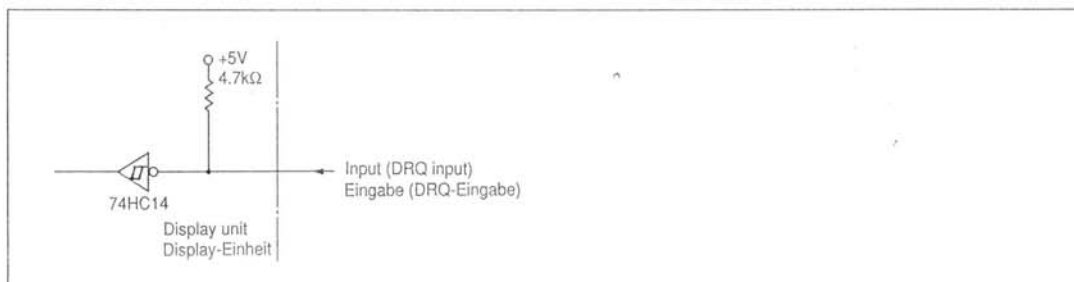 +5V
4.7kΩ
Input (DRQ input)
Eingabe (DRQ-Eingabe)
74HC14
Display unit
Display-Einheit